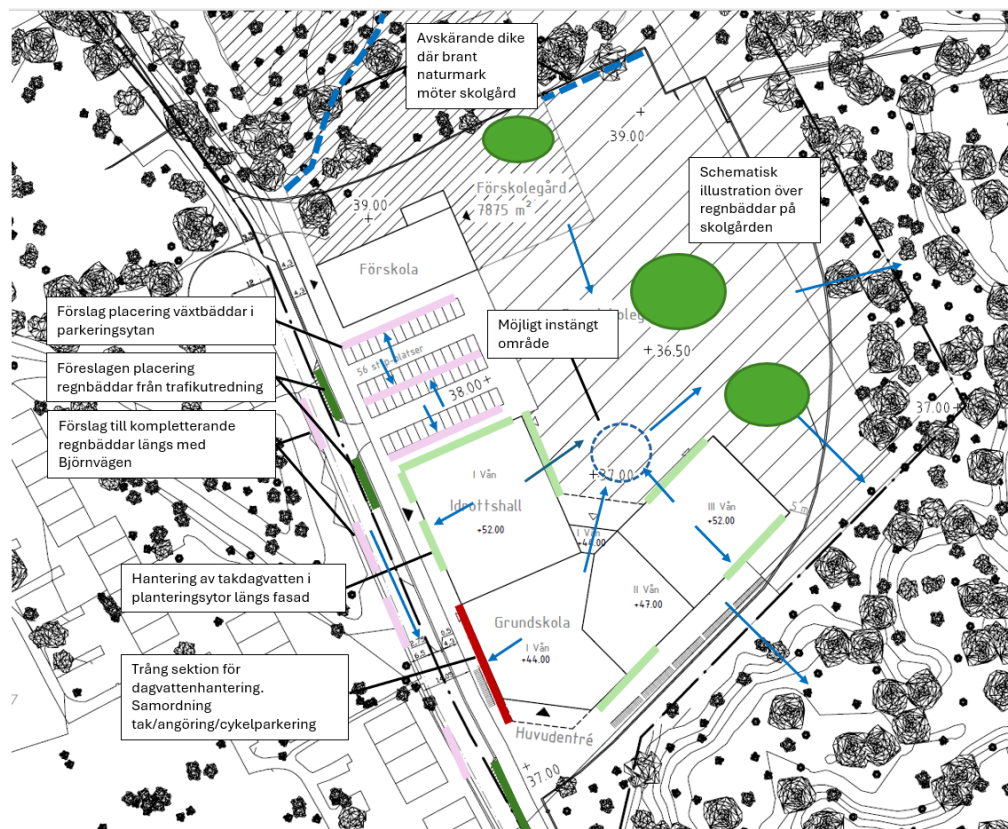 Avskärande dike
där brant
naturmark
möter skolgård
39.00
Schematisk
illustration över
regnbäddar på
skolgården
Förskolegård
7875 m²
39.00
Förskola
Förslag placering växtbäddar i
parkeringsytan
Möjligt instängt
område
36.50
Föreslagen placering
regnbäddar från trafikutredning
38.00
37.00
Förslag till kompletterande
regnbäddar längs med
Björnvägen
I Vån
Idrottshall
+52.00
37.00
III Vån
+52.00
I Vån
Hantering av takdagvatten i
planteringsytor längs fasad
II Vån
+47.00
Grundskola
I Vån
+44.00
Trång sektion för
dagvattenhantering.
Samordning
tak/angöring/cykelparkering
Huvudentré
37.00